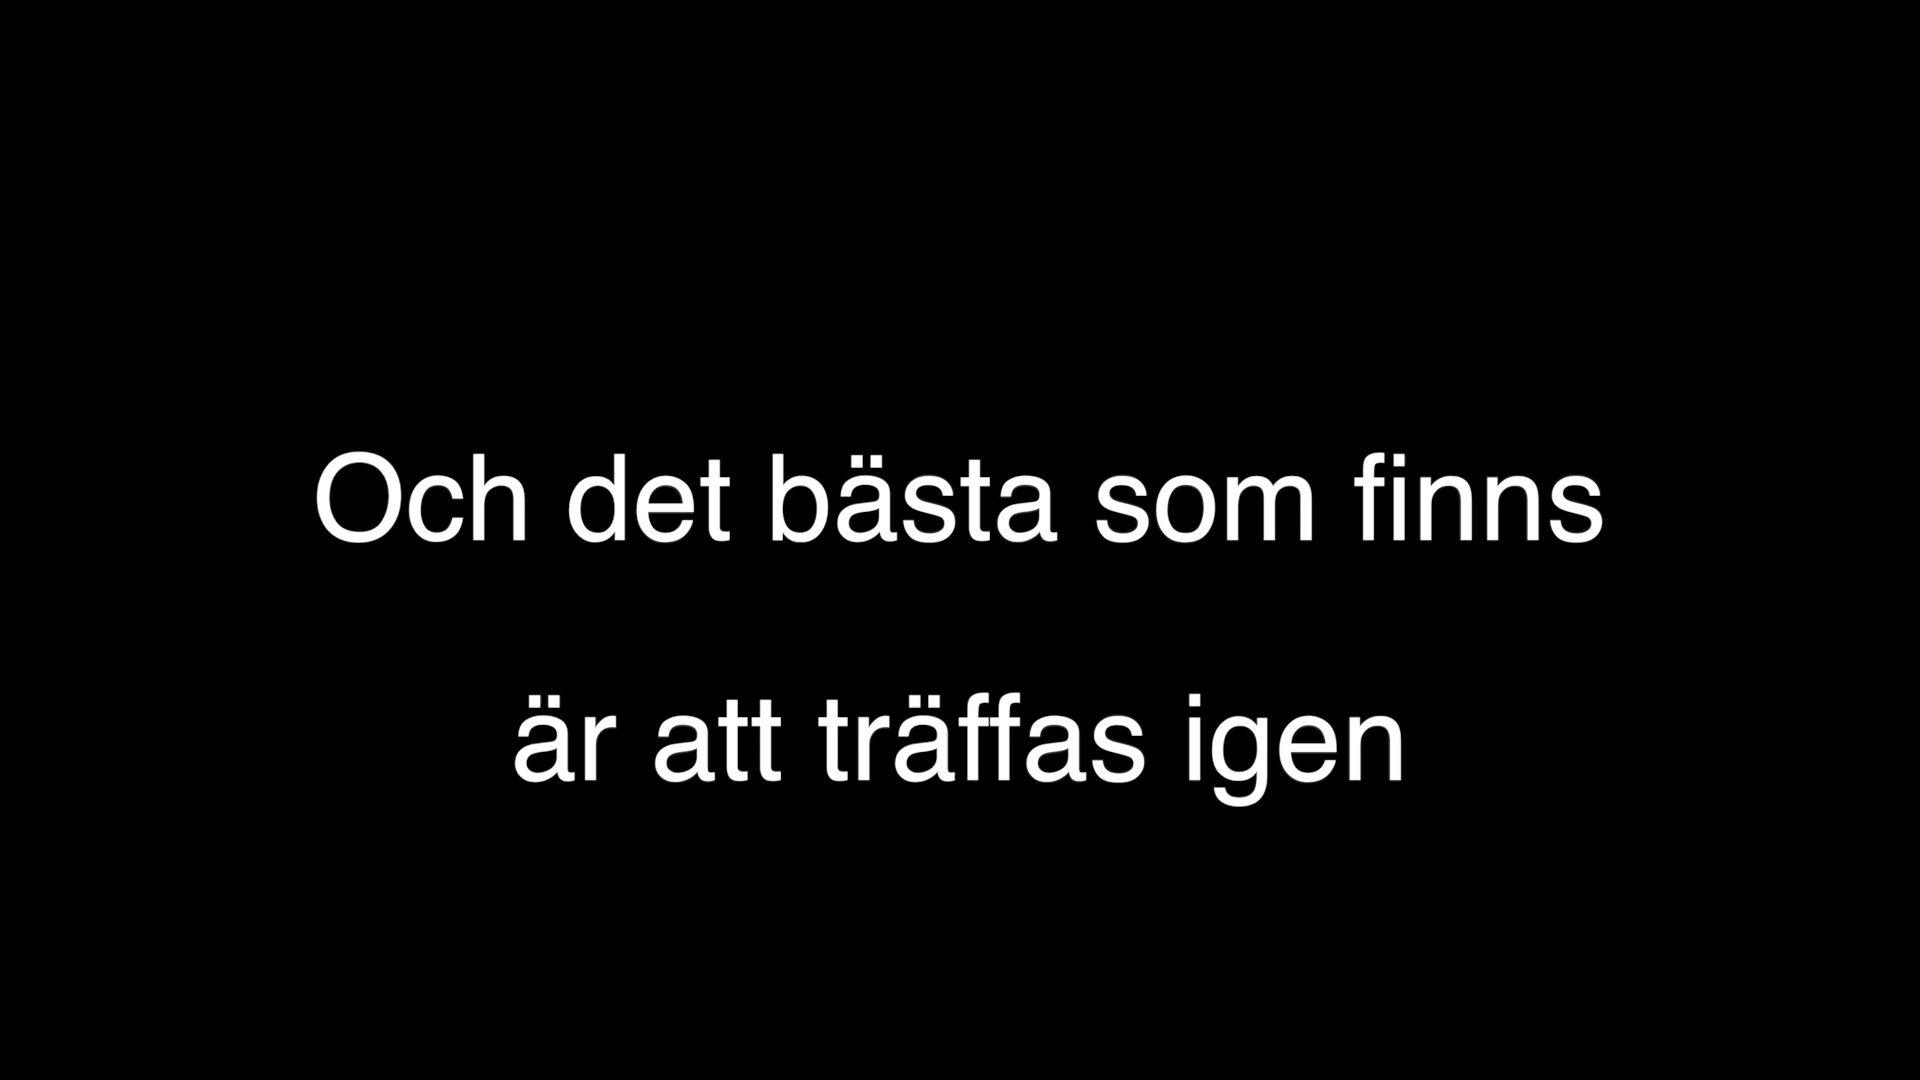 Och det bästa som finns
är att träffas igen